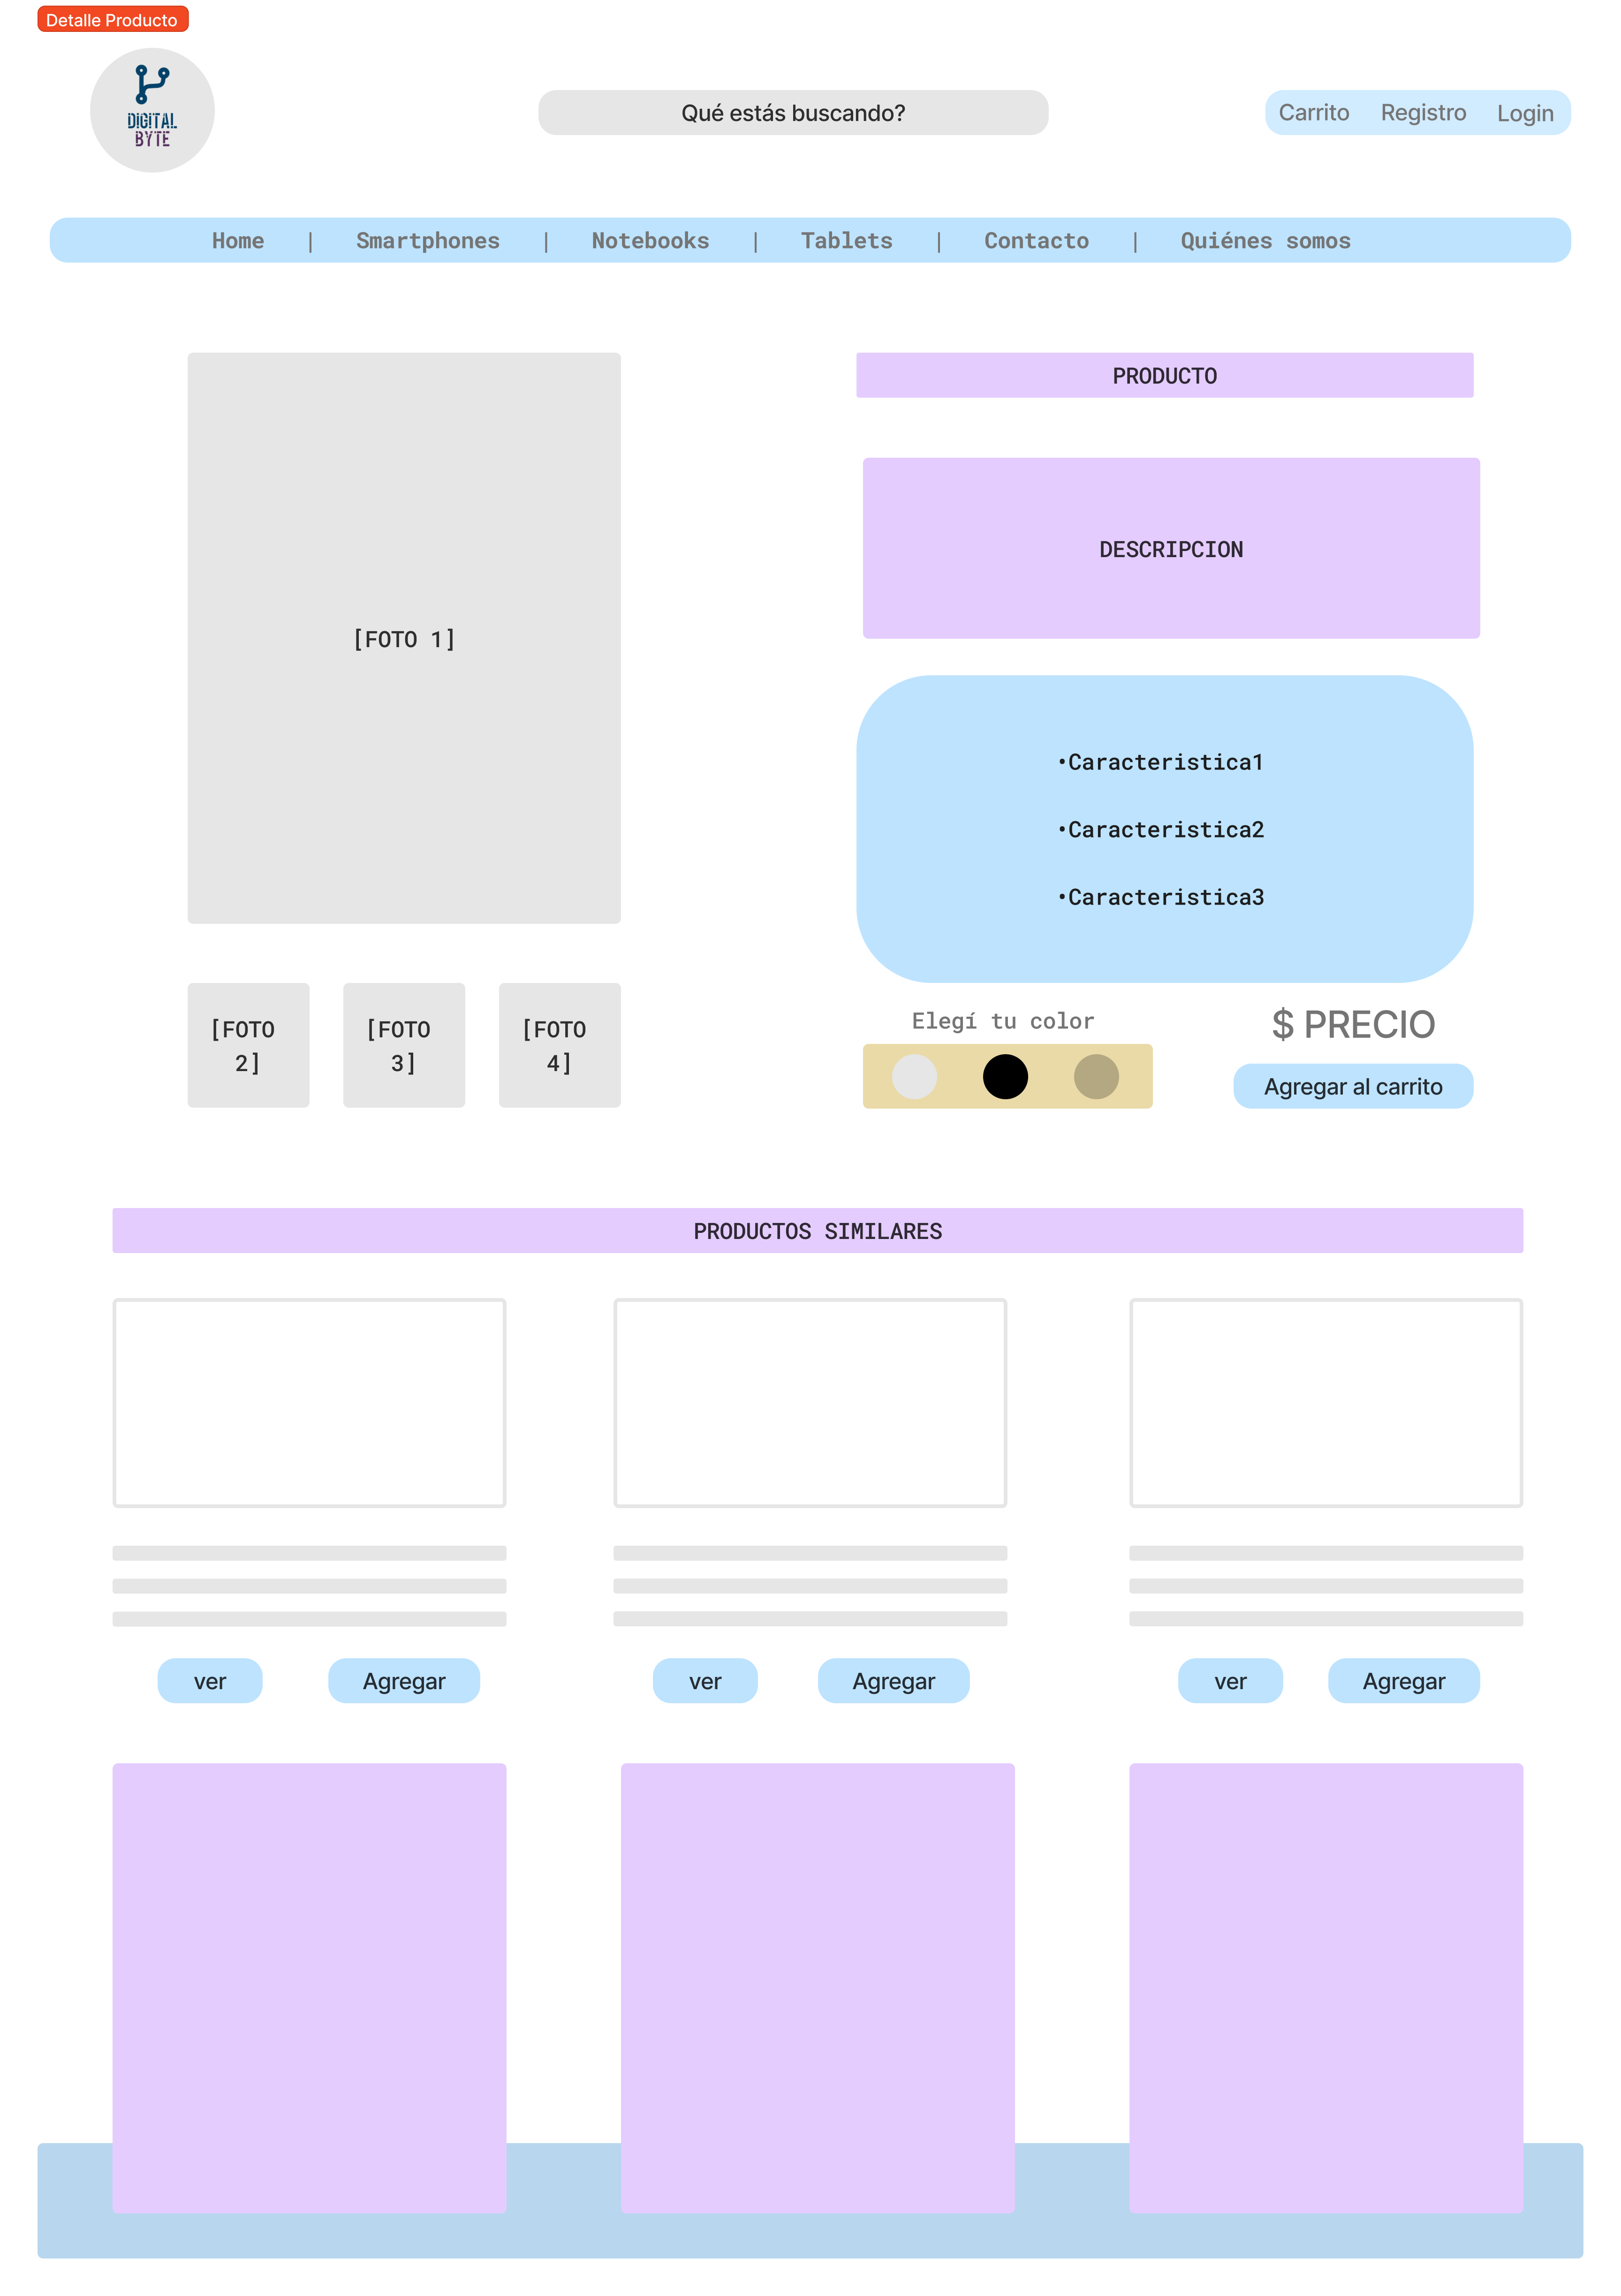 Detalle Producto
DIGITAL
BYTE
Qué estás buscando?
Carrito Registro Login
Home | Smartphones | Notebooks | Tablets | Contacto | Quiénes somos
[FOTO 1]
[FOTO
2]
[FOTO
3]
[FOTO
4]
PRODUCTO
DESCRIPCION
•Caracteristica1
•Caracteristica2
•Caracteristica3
Elegí tu color
$ PRECIO
Agregar al carrito
PRODUCTOS SIMILARES
ver Agregar
ver Agregar
ver Agregar